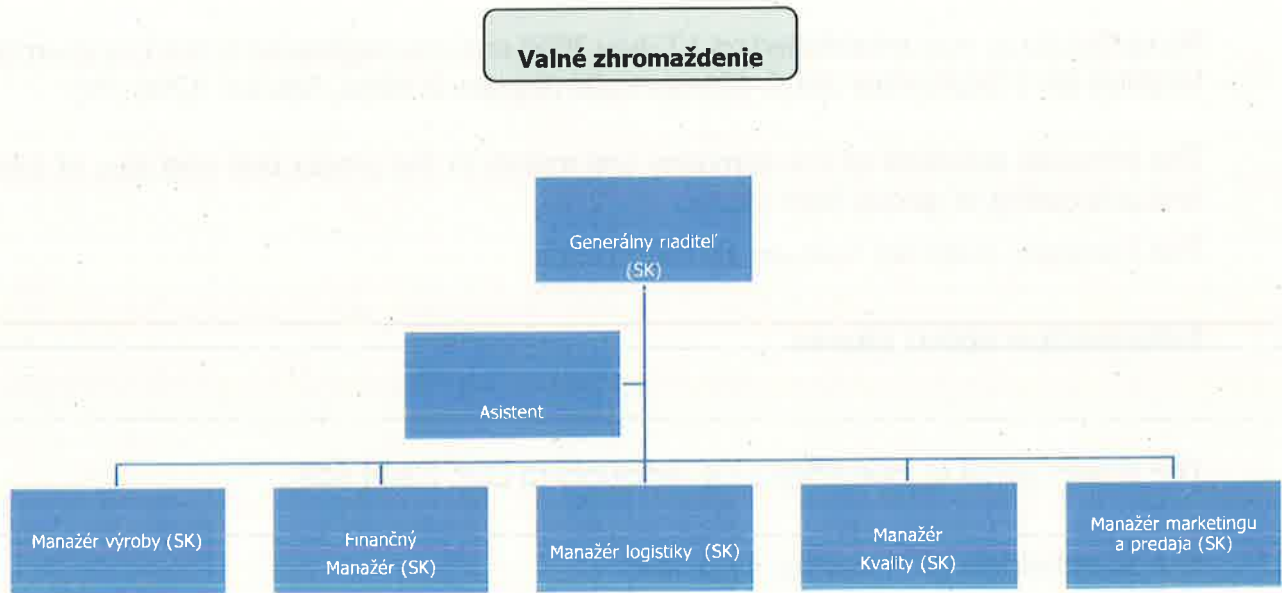 Valné zhromaždenie
Generálny riaditeľ
(SK)
Asistent
Manažér výroby (SK)
Finančný
Manažér (SK)
Manažér logistiky (SK)
Manažér
Kvality (SK)
Manažér marketingu
a predaja (SK)